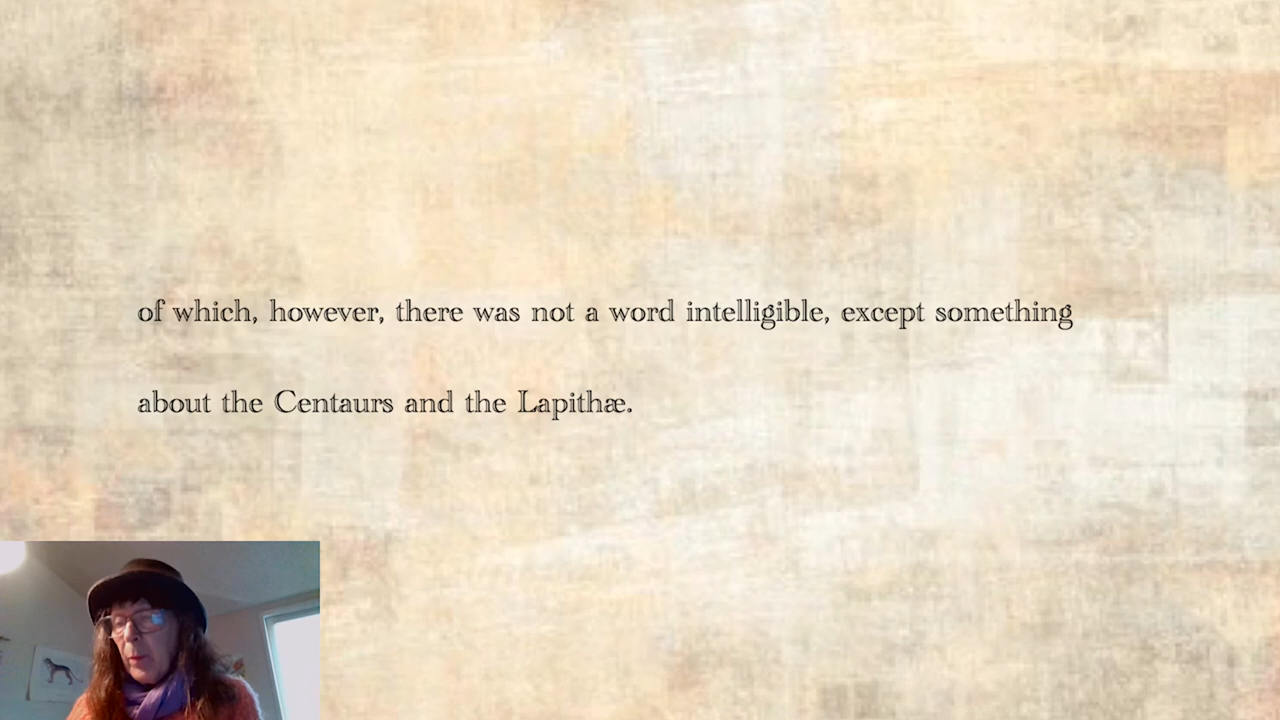 of which, however, there was not a word intelligible, except something
about the Centaurs and the Lapithæ.